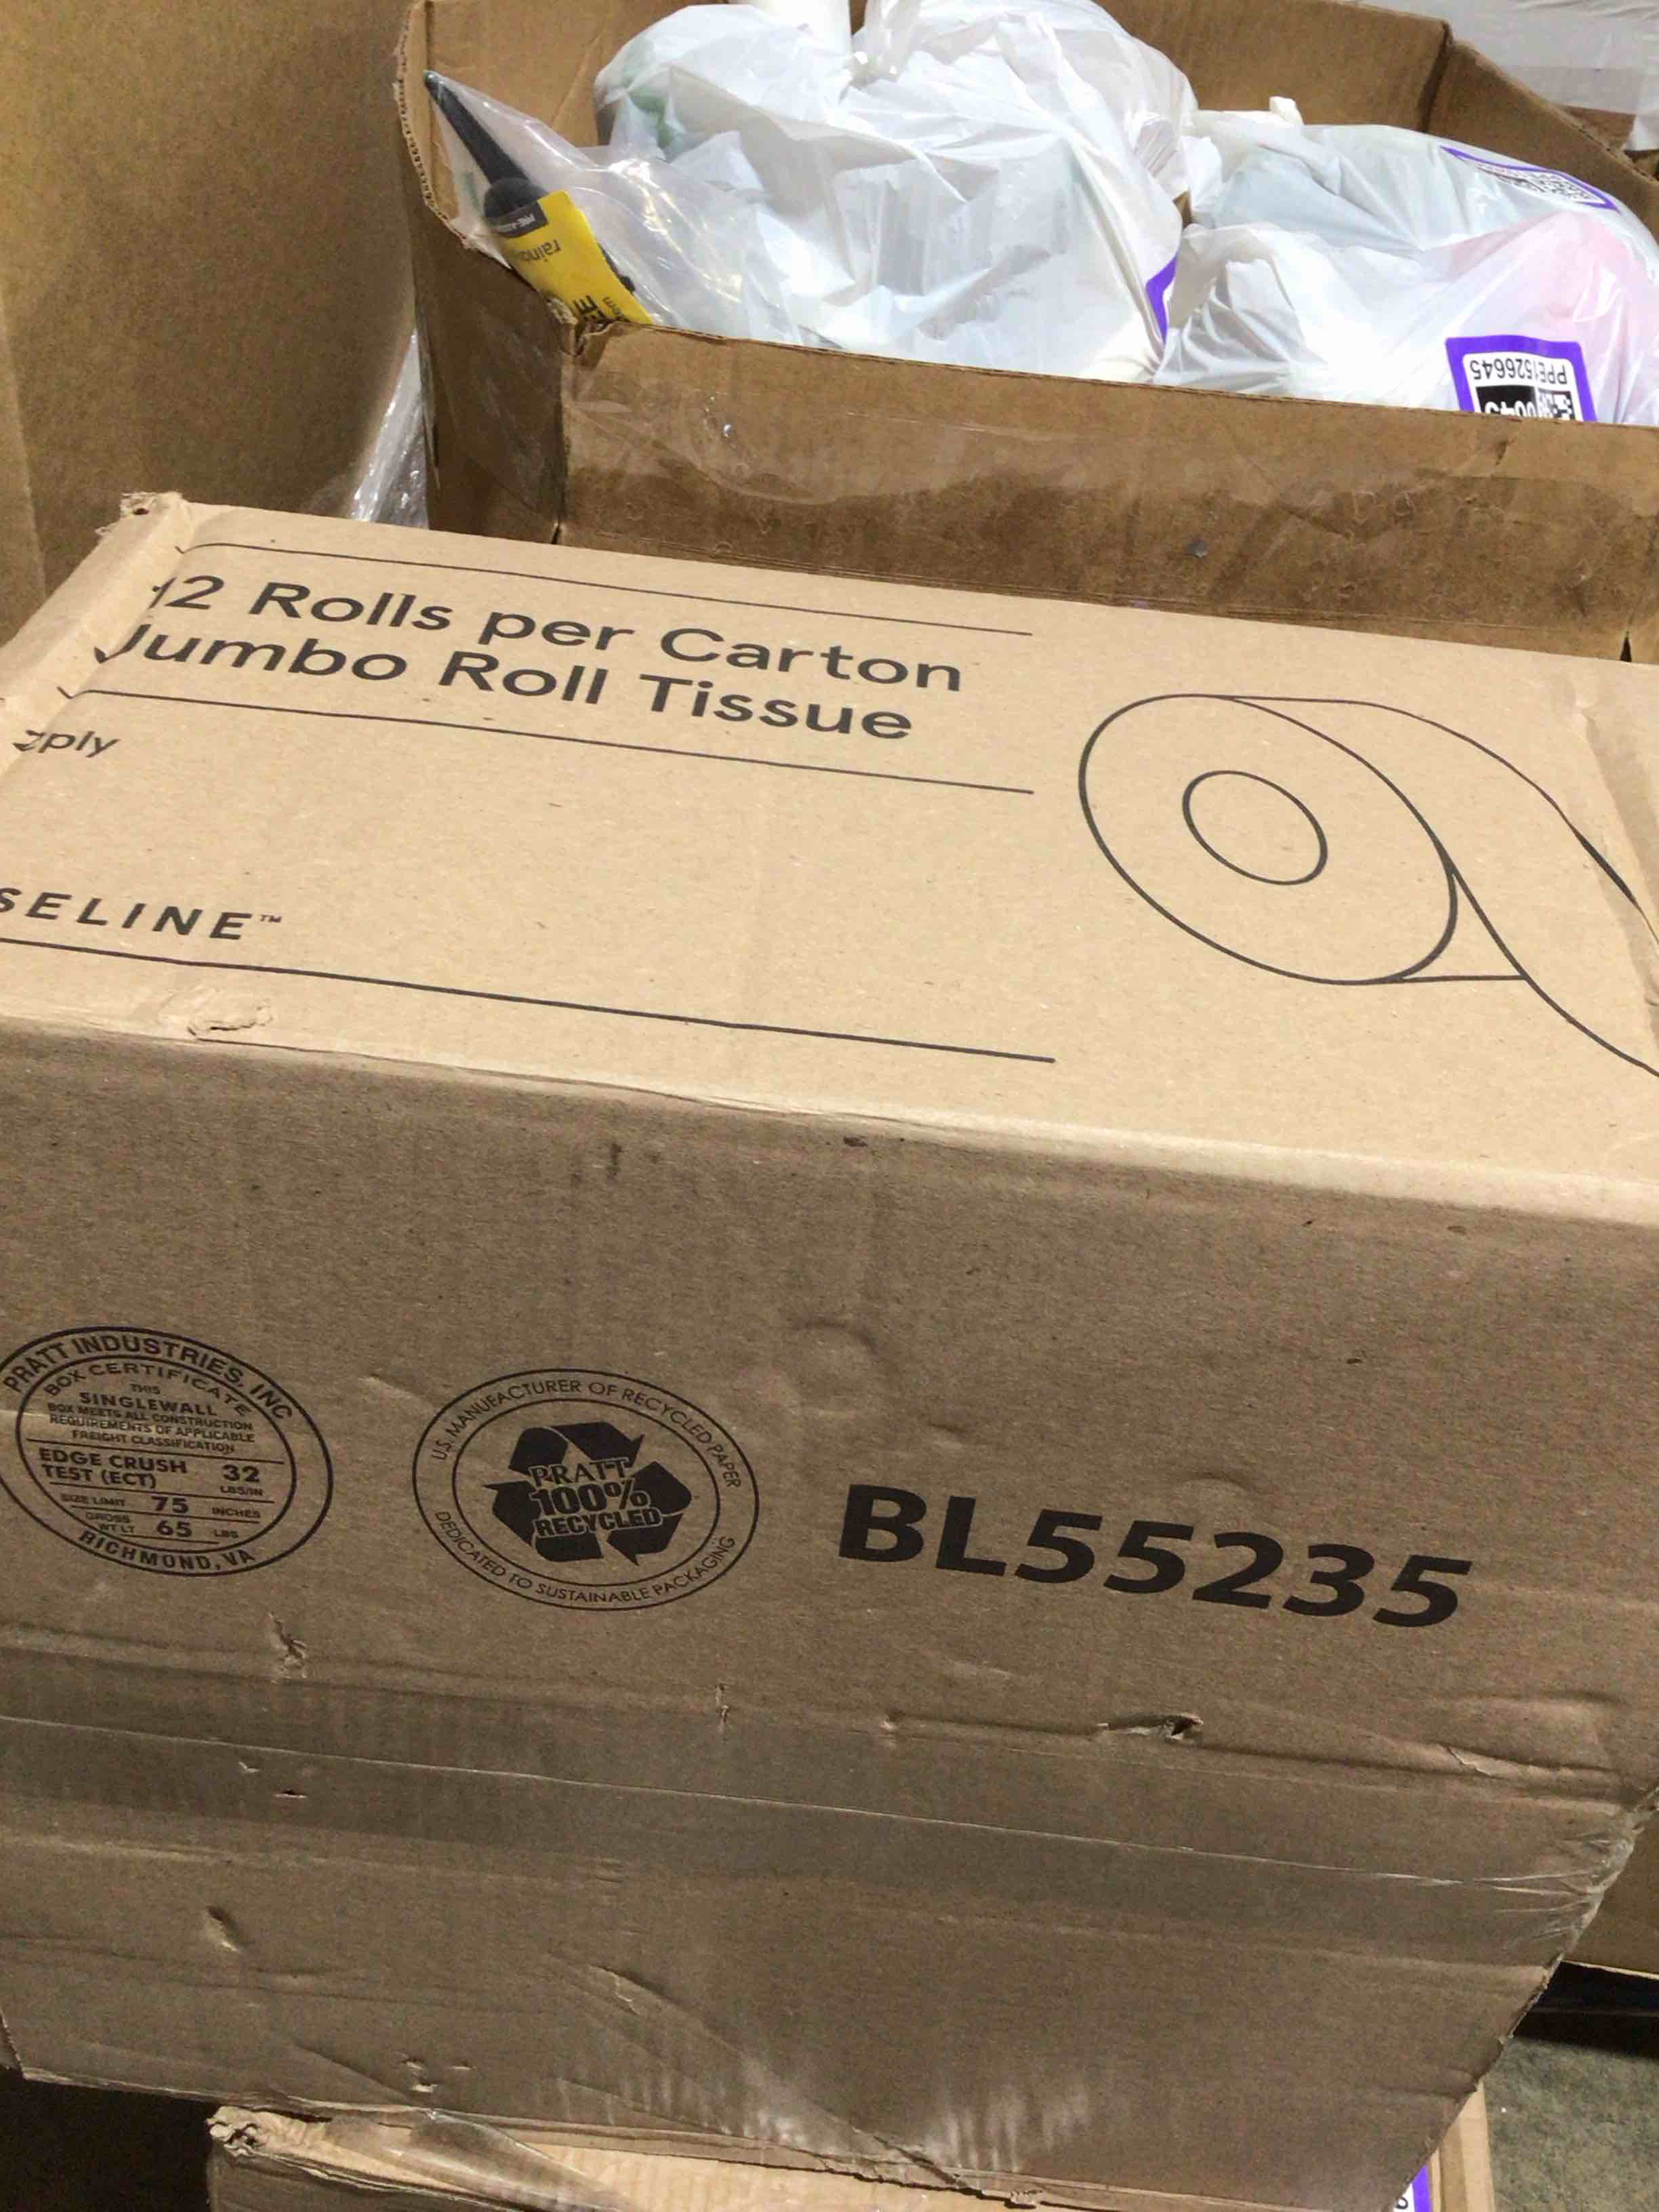 PPE1526645
12 Rolls per Carton
Jumbo Roll Tissue
2ply
SELINE™
PRATT INDUSTRIES, INC
BOX CERTIFICATE
THIS
SINGLEWALL
BOX MEETS ALL CONSTRUCTION
REQUIREMENTS OF APPLICABLE
FREIGHT CLASSIFICATION
EDGE CRUSH
TEST (ECT) 32
LBS/IN
SIZE LIMIT 75 INCHES
GROSS
WT LT 65 LBS
RICHMOND, VA
U.S. MANUFACTURER OF RECYCLED PAPER
PRATT
100%
RECYCLED
DEDICATED TO SUSTAINABLE PACKAGING
BL55235